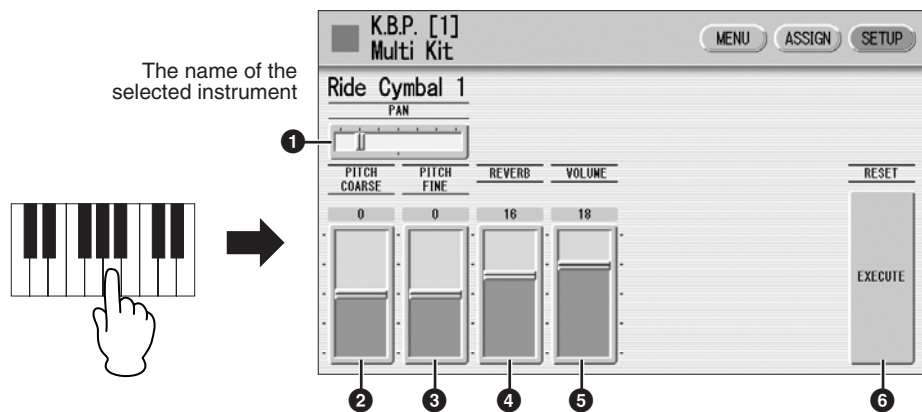 K.B.P. [1]
Multi Kit
MENU
ASSIGN
SETUP
The name of the
selected instrument
Ride Cymbal 1
PAN
1
PITCH
COARSE
PITCH
FINE
REVERB
VOLUME
RESET
0
0
16
18
EXECUTE
2
3
4
5
6